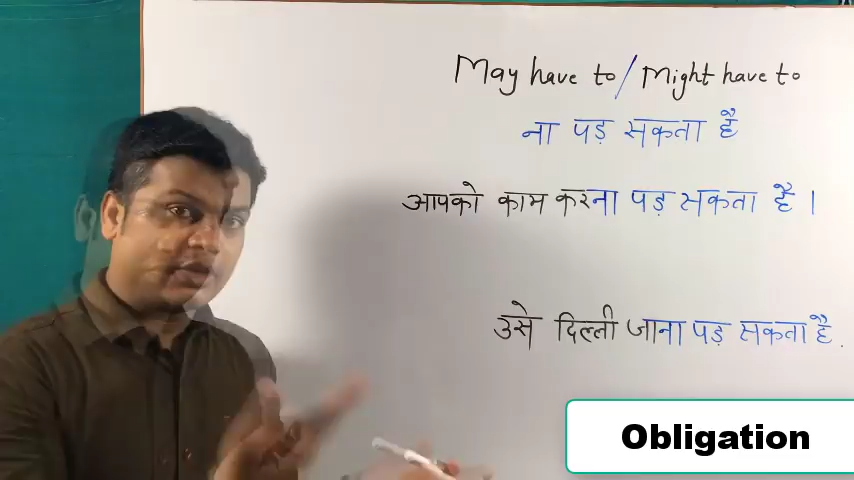 May have to / Might have to
ना पड़ सकता है
आपको काम करना पड़ सकता है ।
उसे दिल्ली जाना पड़ सकता है.
Obligation